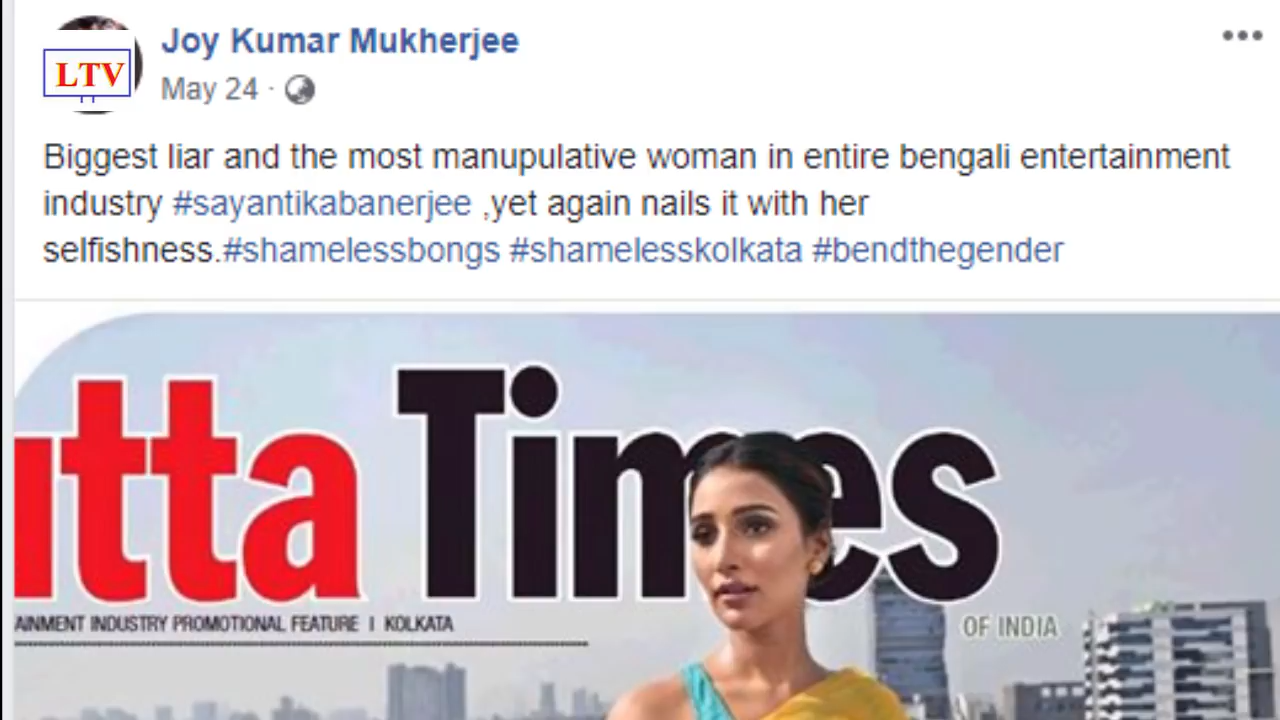 Joy Kumar Mukherjee
LTV
May 24 ·
Biggest liar and the most manupulative woman in entire bengali entertainment
industry #sayantikabanerjee ,yet again nails it with her
selfishness.#shamelessbongs #shamelesskolkata #bendthegender
utta Times
AINMENT INDUSTRY PROMOTIONAL FEATURE I KOLKATA
OF INDIA